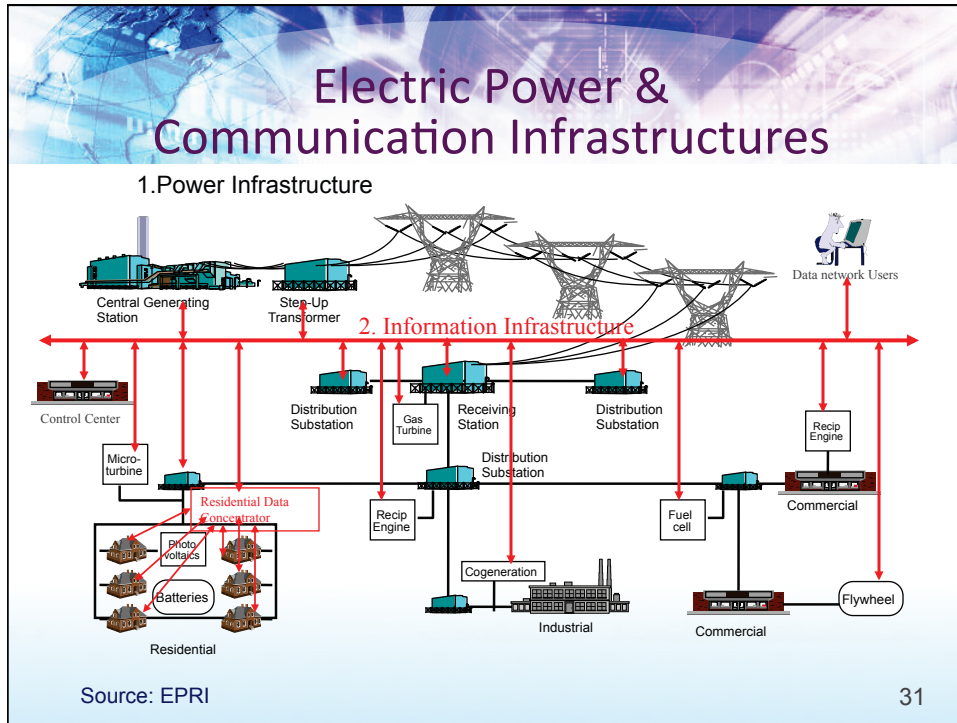 Electric Power &
Communication Infrastructures
1.Power Infrastructure
Central Generating
Station
Step-Up
Transformer
Data network Users
2. Information Infrastructure
Control Center
Distribution
Substation
Gas
Turbine
Receiving
Station
Distribution
Substation
Recip
Engine
Micro-
turbine
Distribution
Substation
Commercial
Residential Data
Concentrator
Recip
Engine
Fuel
cell
Photo
voltaics
Batteries
Cogeneration
Industrial
Commercial
Flywheel
Residential
Source: EPRI
31